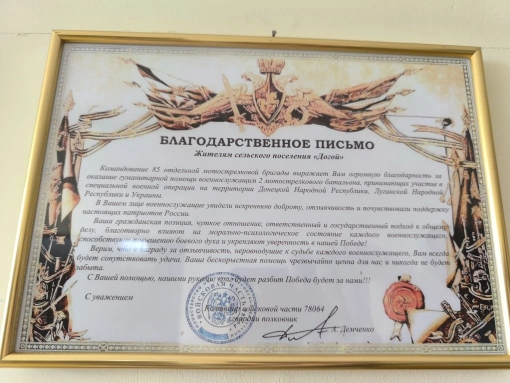 БЛАГОДАРСТВЕННОЕ ПИСЬМО
Жителям сельского поселения «Догой»
Командование 85 отдельной мотострелковой бригады выражает Вам огромную благодарность за
оказание гуманитарной помощи военнослужащим 2 мотострелкового батальона, принимающих участие в
специальной военной операции на территории Донецкой Народной Республики, Луганской Народной
Республики и Украины.
В Вашем лице военнослужащие увидели искреннюю доброту, отзывчивость и почувствовали поддержку
настоящих патриотов России.
Ваша гражданская помощь, чуткое отношение, ответственный и государственный подход к общему
делу, благотворно влияют на морально-психологическое состояние каждого военнослужащего,
способствуют повышению боевого духа и укрепляют уверенность в нашей Победе!
Верим, что в награду за отзывчивость, неравнодушие к судьбе каждого военнослужащего, Вам всегда
будет сопутствовать удача. Ваша бескорыстная помощь чрезвычайно ценна для нас и никогда не будет
забыта.
С Вашей помощью, нашими руками, враг будет разбит Победа будет за нами!!!
С уважением
Командир войсковой части 78064
гвардии полковник
Демченко